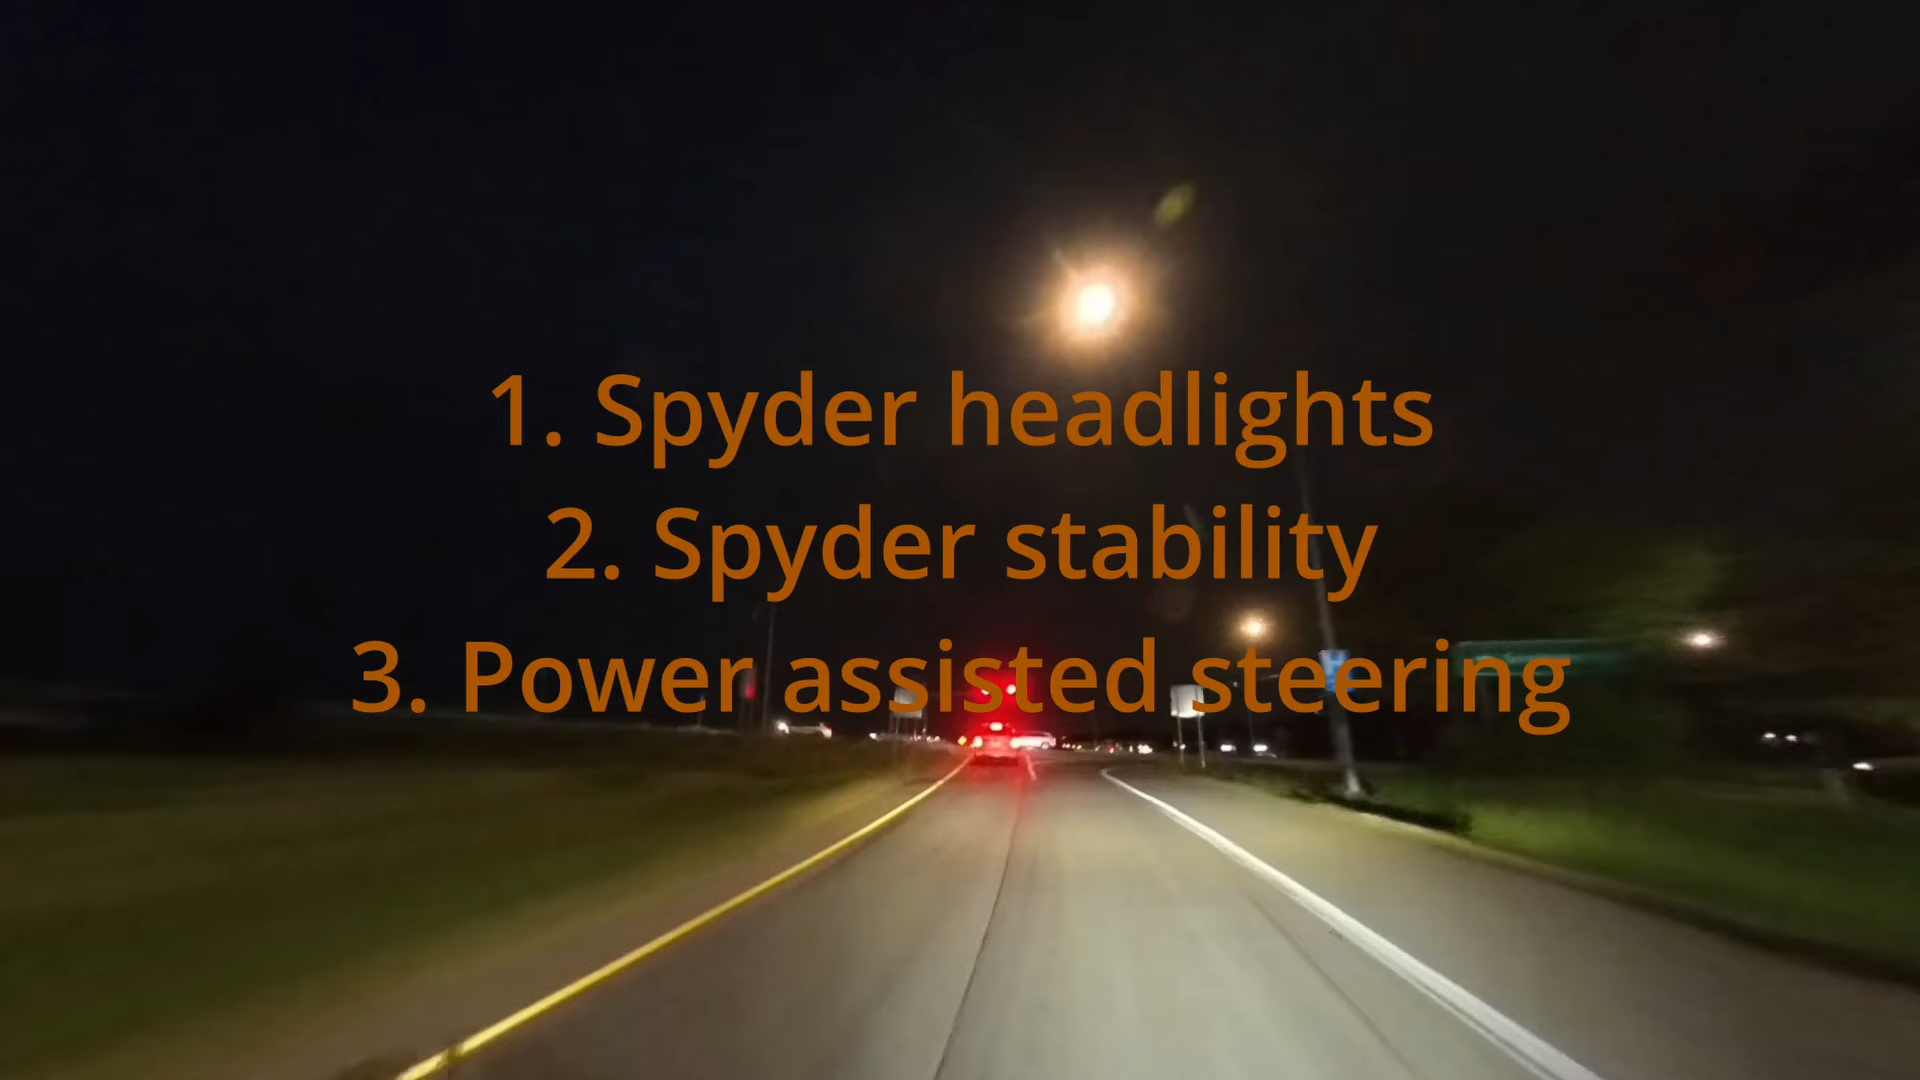 1. Spyder headlights
2. Spyder stability
3. Power assisted steering